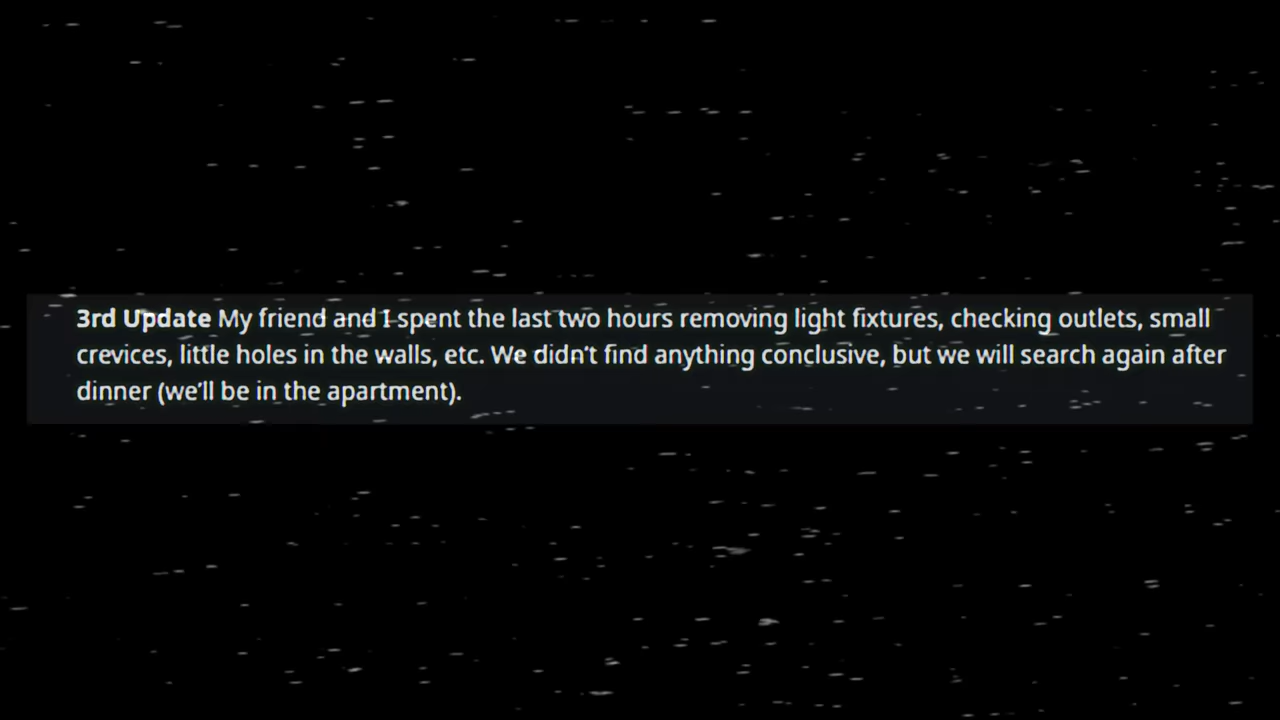 3rd Update My friend and I spent the last two hours removing light fixtures, checking outlets, small
crevices, little holes in the walls, etc. We didn't find anything conclusive, but we will search again after
dinner (we'll be in the apartment).